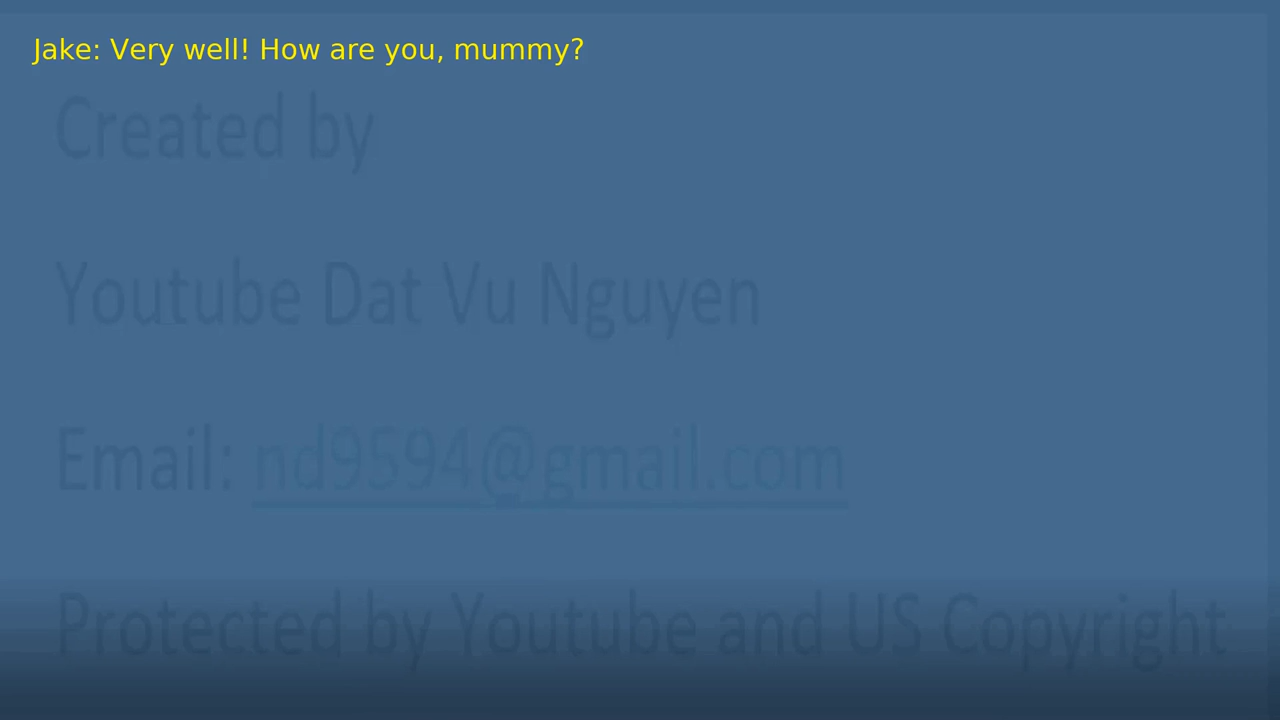 Jake: Very well! How are you, mummy?
Created by
Youtube Dat Vu Nguyen
Email: nd9594@gmail.com
Protected by Youtube and US Copyright